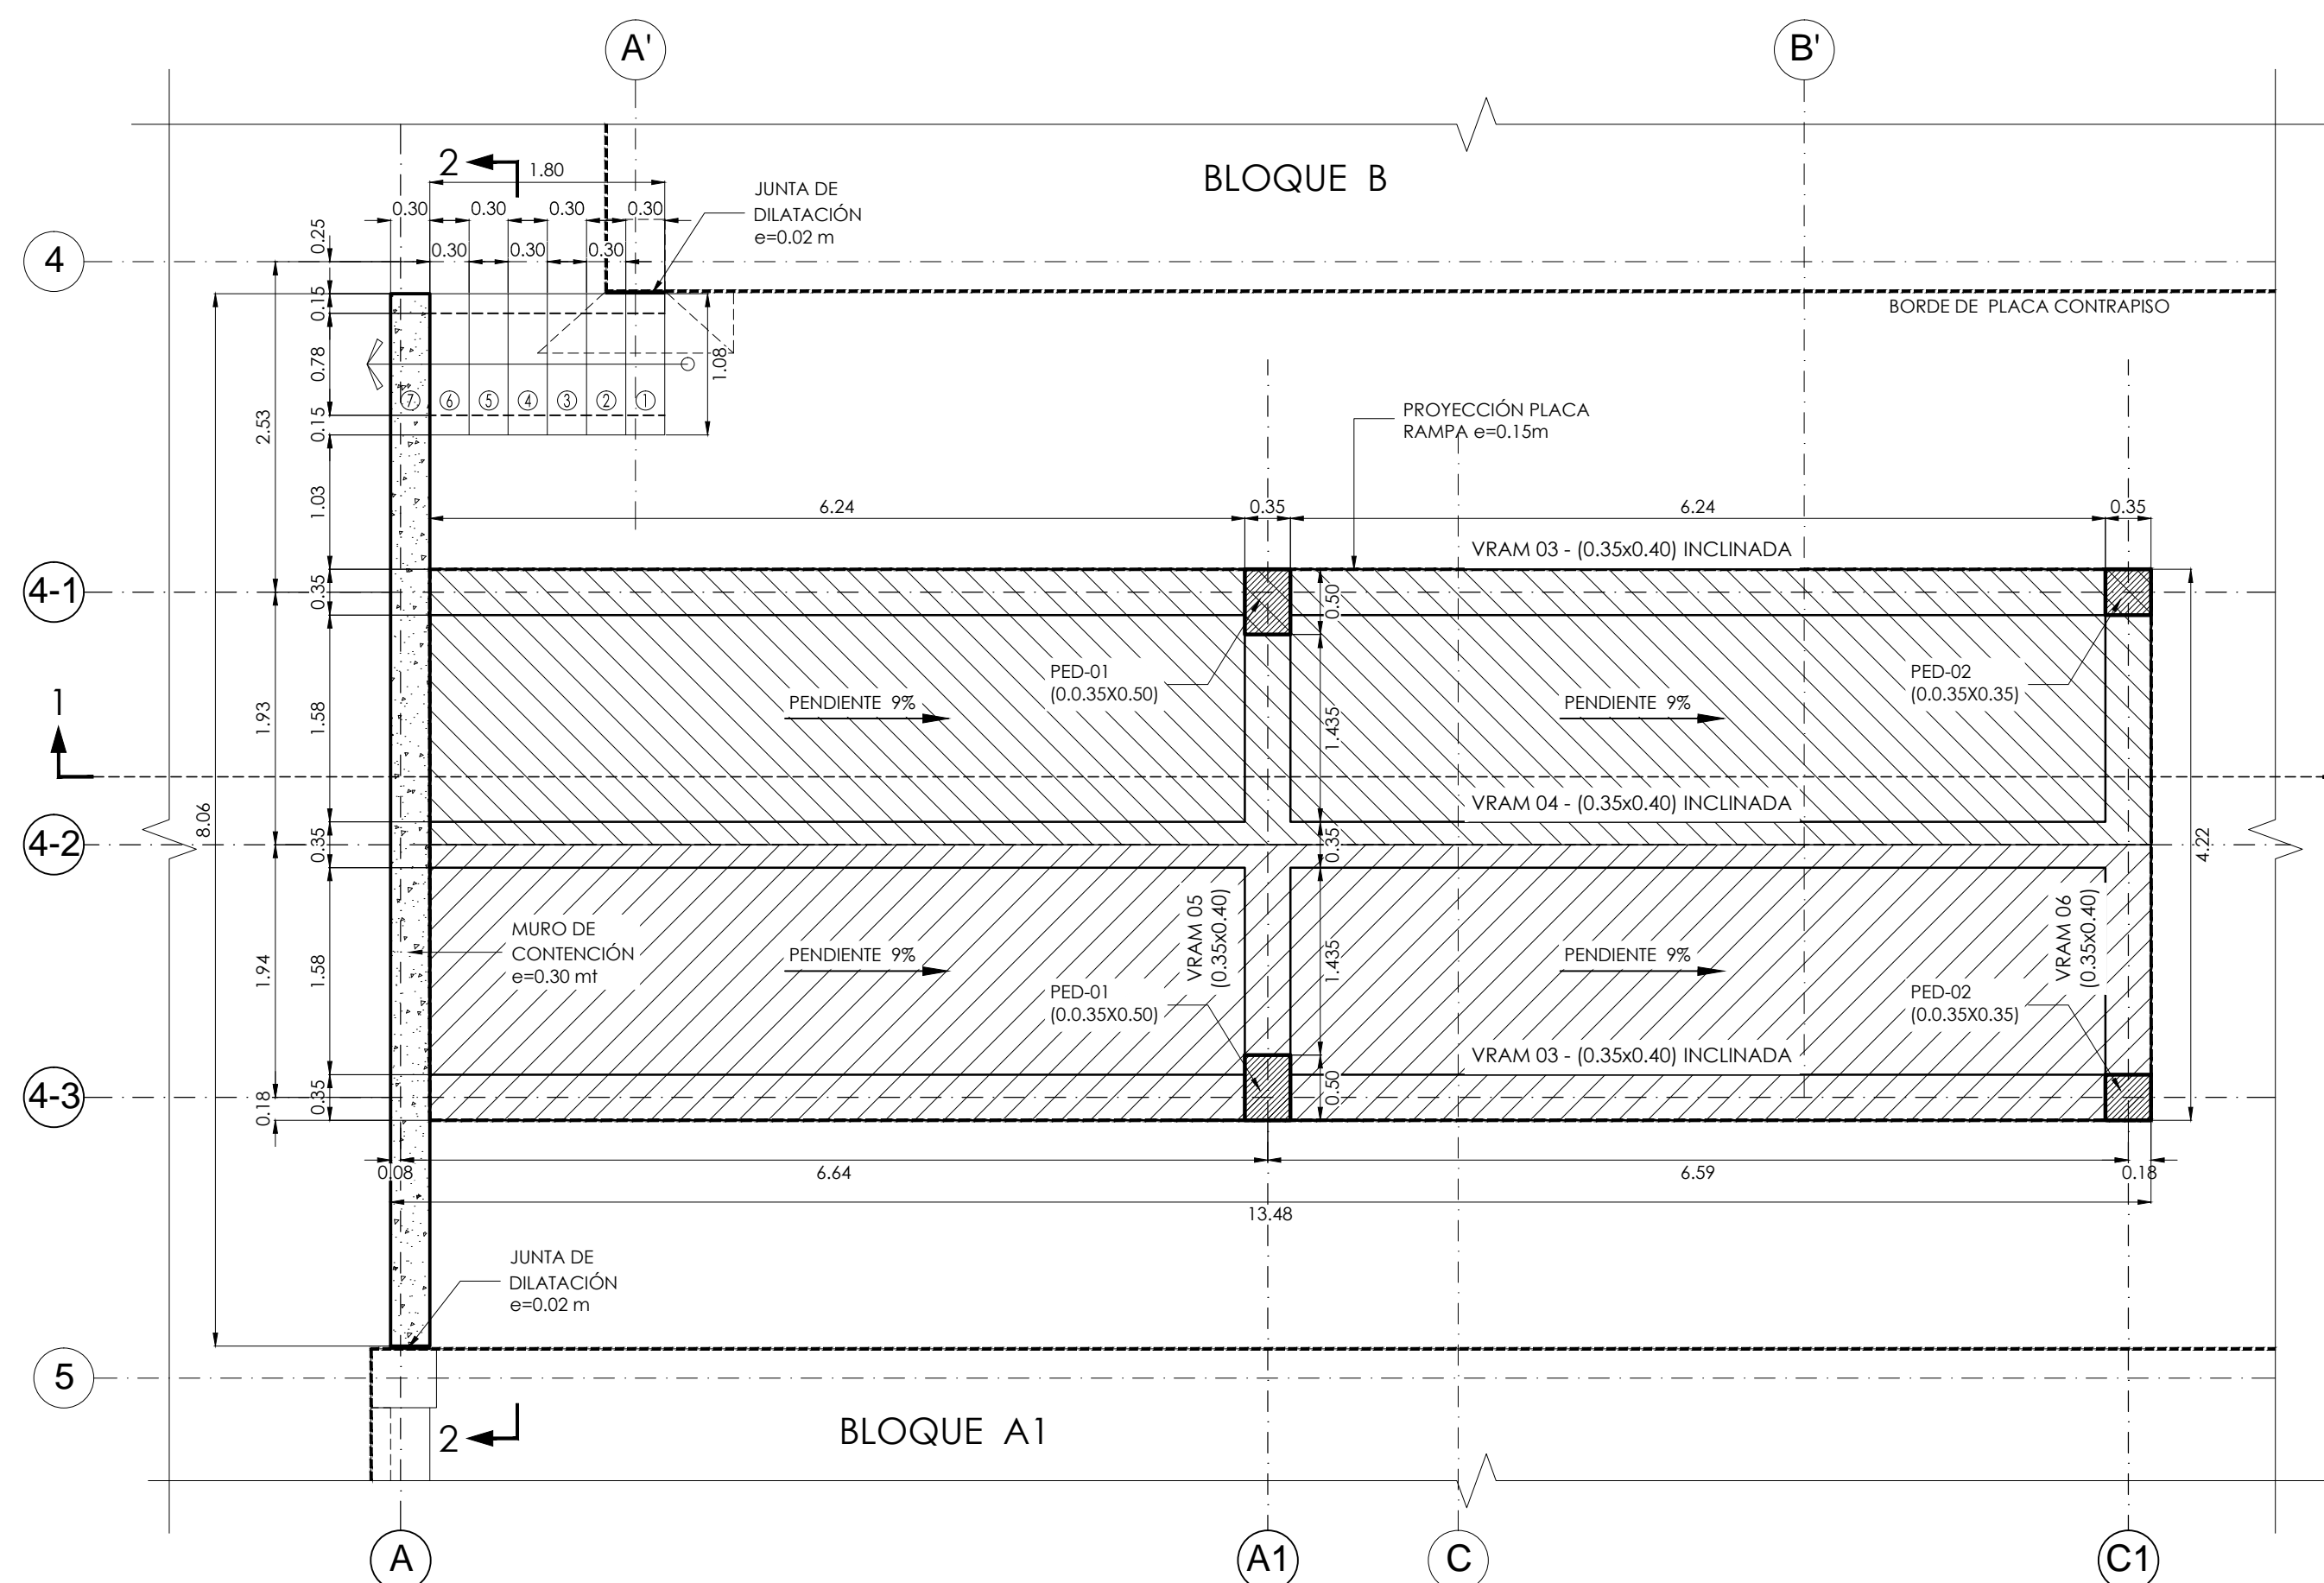 A'
B'
2
1.80
BLOQUE B
JUNTA DE
DILATACIÓN
e=0.02 m
0.30
0.30
0.30
0.30
0.25
0.30
0.30
0.30
4
BORDE DE PLACA CONTRAPISO
0.15
0.78
1.08
7
6
5
4
3
2
1
0.15
2.53
PROYECCIÓN PLACA
RAMPA e=0.15m
1.03
6.24
0.35
6.24
0.35
VRAM 03 - (0.35x0.40) INCLINADA
4-1
0.35
0.50
PED-01
(0.0.35X0.50)
PED-02
(0.0.35X0.35)
1
1.93
1.58
PENDIENTE 9%
1.435
PENDIENTE 9%
8.06
VRAM 04 - (0.35x0.40) INCLINADA
4-2
0.35
0.35
4.22
MURO DE
CONTENCIÓN
e=0.30 mt
VRAM 05
(0.35x0.40)
VRAM 06
(0.35x0.40)
1.94
1.58
PENDIENTE 9%
1.435
PENDIENTE 9%
PED-01
(0.0.35X0.50)
PED-02
(0.0.35X0.35)
VRAM 03 - (0.35x0.40) INCLINADA
4-3
0.18
0.35
0.50
0.08
6.64
6.59
0.18
13.48
JUNTA DE
DILATACIÓN
e=0.02 m
5
BLOQUE A1
2
A
A1
C
C1